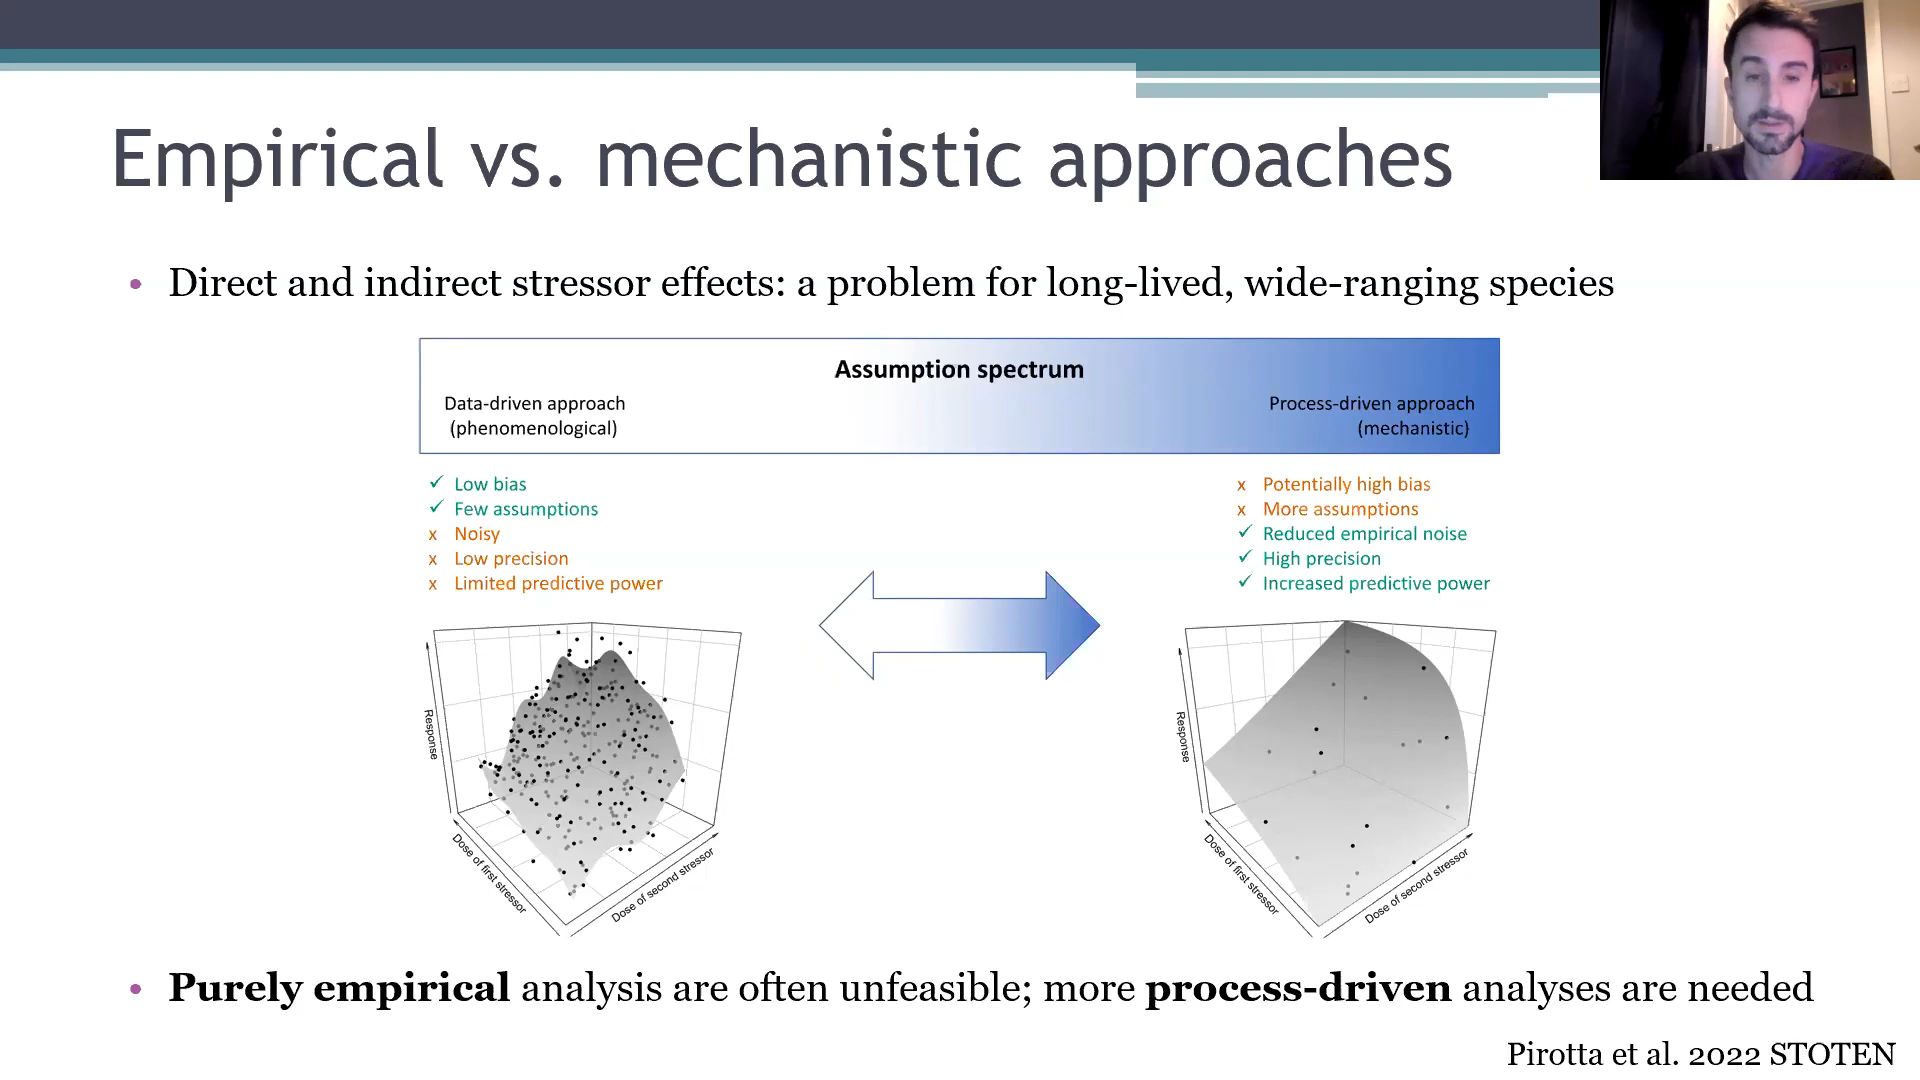 Empirical vs. mechanistic approaches
• Direct and indirect stressor effects: a problem for long-lived, wide-ranging species
Assumption spectrum
Data-driven approach
(phenomenological)
Process-driven approach
(mechanistic)
✓ Low bias
✓ Few assumptions
x Noisy
x Low precision
x Limited predictive power
x Potentially high bias
x More assumptions
✓ Reduced empirical noise
✓ High precision
✓ Increased predictive power
Response
Dose of first stressor
Dose of second stressor
Response
Dose of first stressor
Dose of second stressor
• Purely empirical analysis are often unfeasible; more process-driven analyses are needed
Pirotta et al. 2022 STOTEN